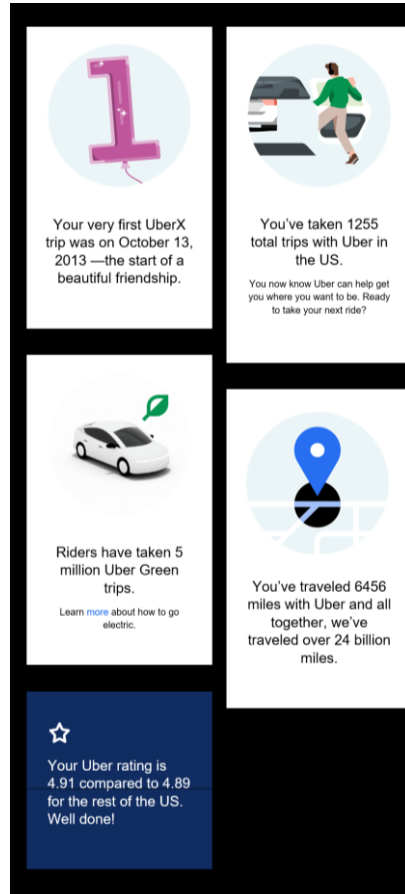 Your very first UberX
trip was on October 13,
2013 —the start of a
beautiful friendship.
You've taken 1255
total trips with Uber in
the US.
You now know Uber can help get
you where you want to be. Ready
to take your next ride?
Riders have taken 5
million Uber Green
trips.
Learn more about how to go
electric.
You've traveled 6456
miles with Uber and all
together, we've
traveled over 24 billion
miles.
Your Uber rating is
4.91 compared to 4.89
for the rest of the US.
Well done!